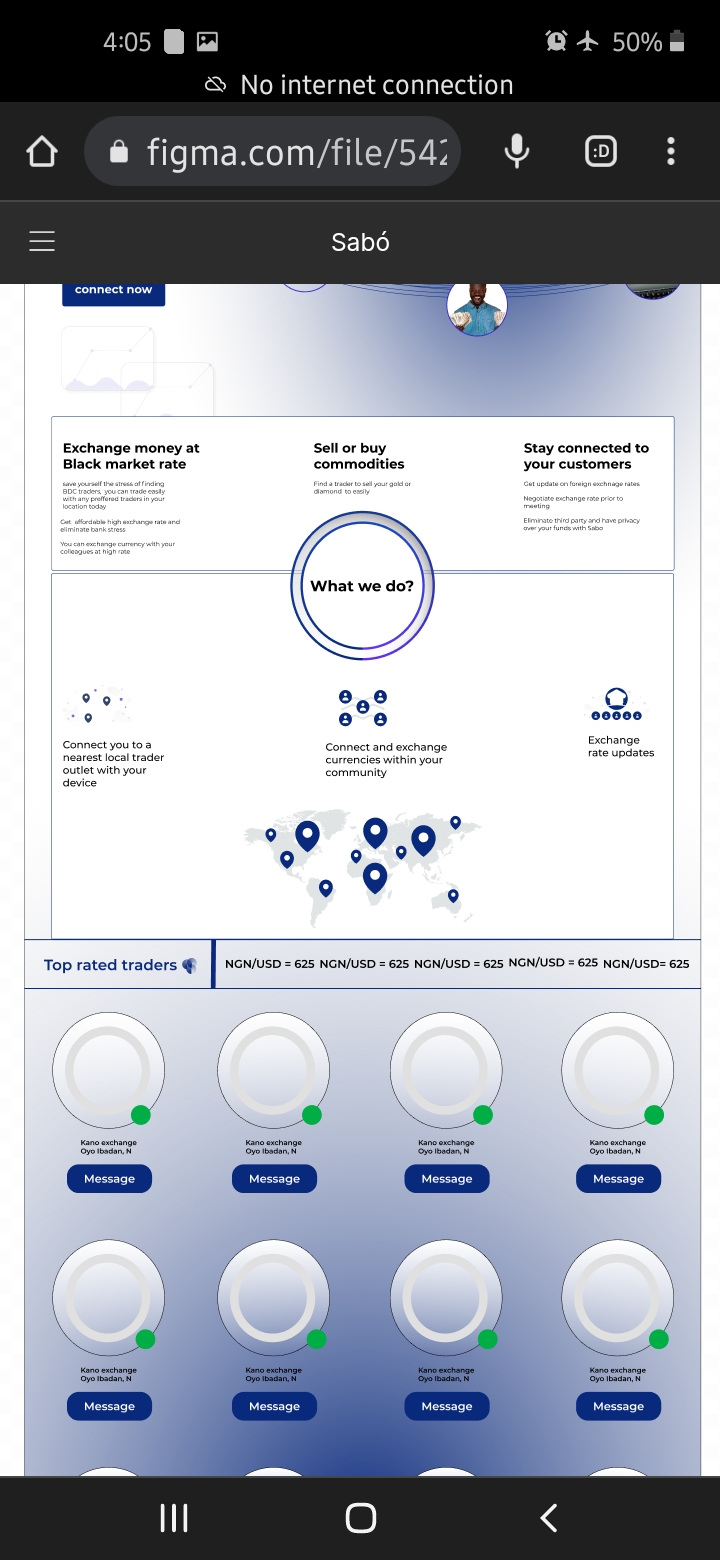 4:05
50%
No internet connection
figma.com/file/542
:D
Sabó
connect now
Exchange money at
Black market rate
save yourself the stress of finding
BDC traders, you can trade easily
with any preffered traders in your
location today
Get affordable high exchange rate and
eliminate bank stress
You can exchange currency with your
colleagues at high rate
Sell or buy
commodities
Find a trader to sell your gold or
diamond to easily
Stay connected to
your customers
Get update on foreign exchnage rates
Negotiate exchange rate prior to
meeting
Eliminate third party and have privacy
over your funds with Sabo
What we do?
Connect you to a
nearest local trader
outlet with your
device
Connect and exchange
currencies within your
community
Exchange
rate updates
Top rated traders
NGN/USD = 625 NGN/USD = 625 NGN/USD = 625 NGN/USD = 625 NGN/USD= 625
Kano exchange
Oyo Ibadan, N
Message
Kano exchange
Oyo Ibadan, N
Message
Kano exchange
Oyo Ibadan, N
Message
Kano exchange
Oyo Ibadan, N
Message
Kano exchange
Oyo Ibadan, N
Message
Kano exchange
Oyo Ibadan, N
Message
Kano exchange
Oyo Ibadan, N
Message
Kano exchange
Oyo Ibadan, N
Message